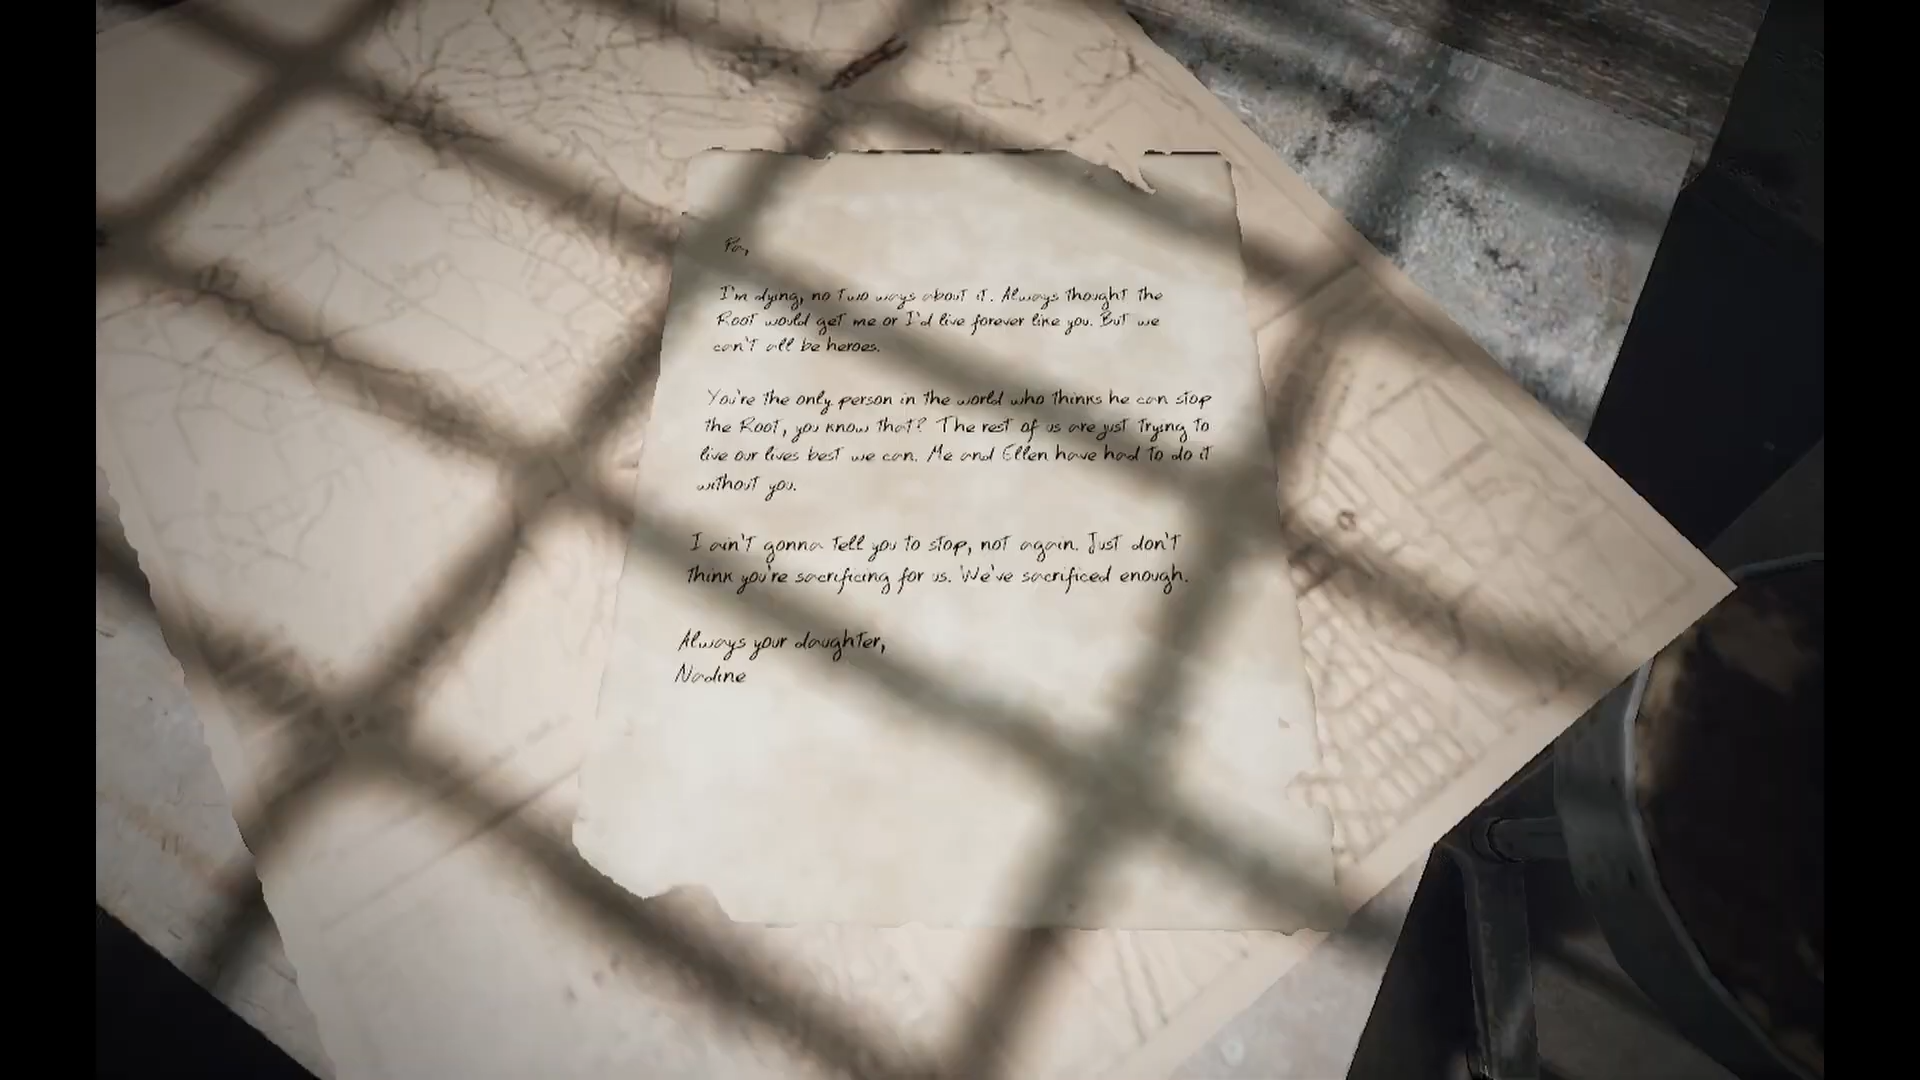 Pa,
I'm dying, no two ways about it. Always thought the
Root would get me or I'd live forever like you. But we
can't all be heroes.
You're the only person in the world who thinks he can stop
the Root, you know that? The rest of us are just trying to
live our lives best we can. Me and Ellen have had to do it
without you.
I ain't gonna tell you to stop, not again. Just don't
think you're sacrificing for us. We've sacrificed enough.
Always your daughter,
Nadine